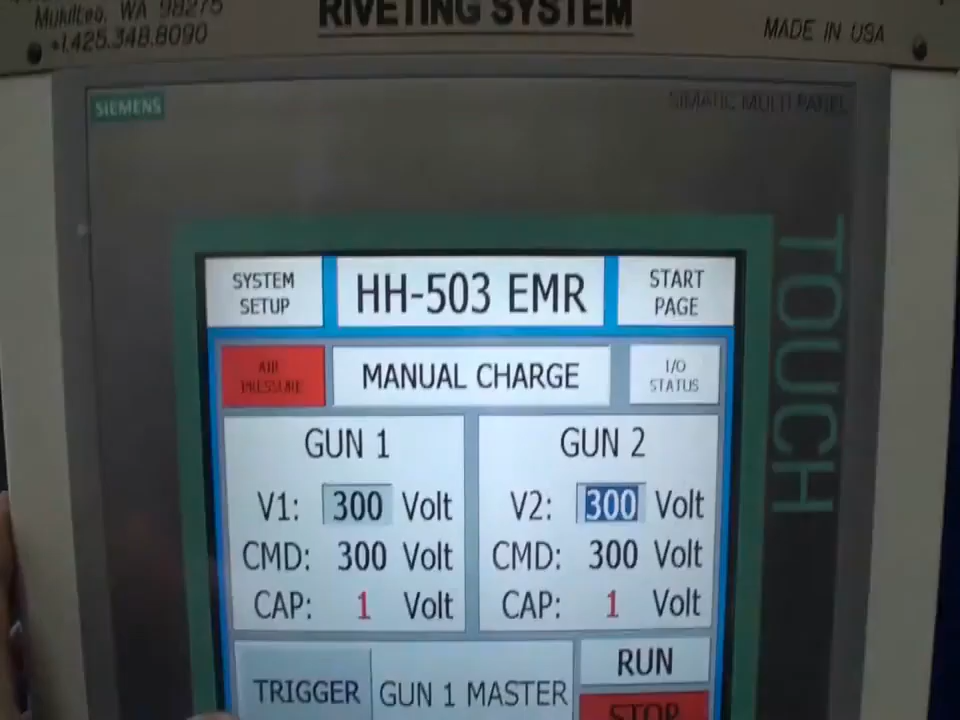 Mukilteo, WA 98275
+1.425.348.8090
RIVETING SYSTEM
MADE IN USA
SIEMENS
SIMATIC MULTI PANEL
TOUCH
SYSTEM SETUP
HH-503 EMR
START PAGE
AIR PRESSURE
MANUAL CHARGE
I/O STATUS
GUN 1
V1: 300 Volt
CMD: 300 Volt
CAP: 1 Volt
GUN 2
V2: 300 Volt
CMD: 300 Volt
CAP: 1 Volt
TRIGGER
GUN 1 MASTER
RUN
STOP